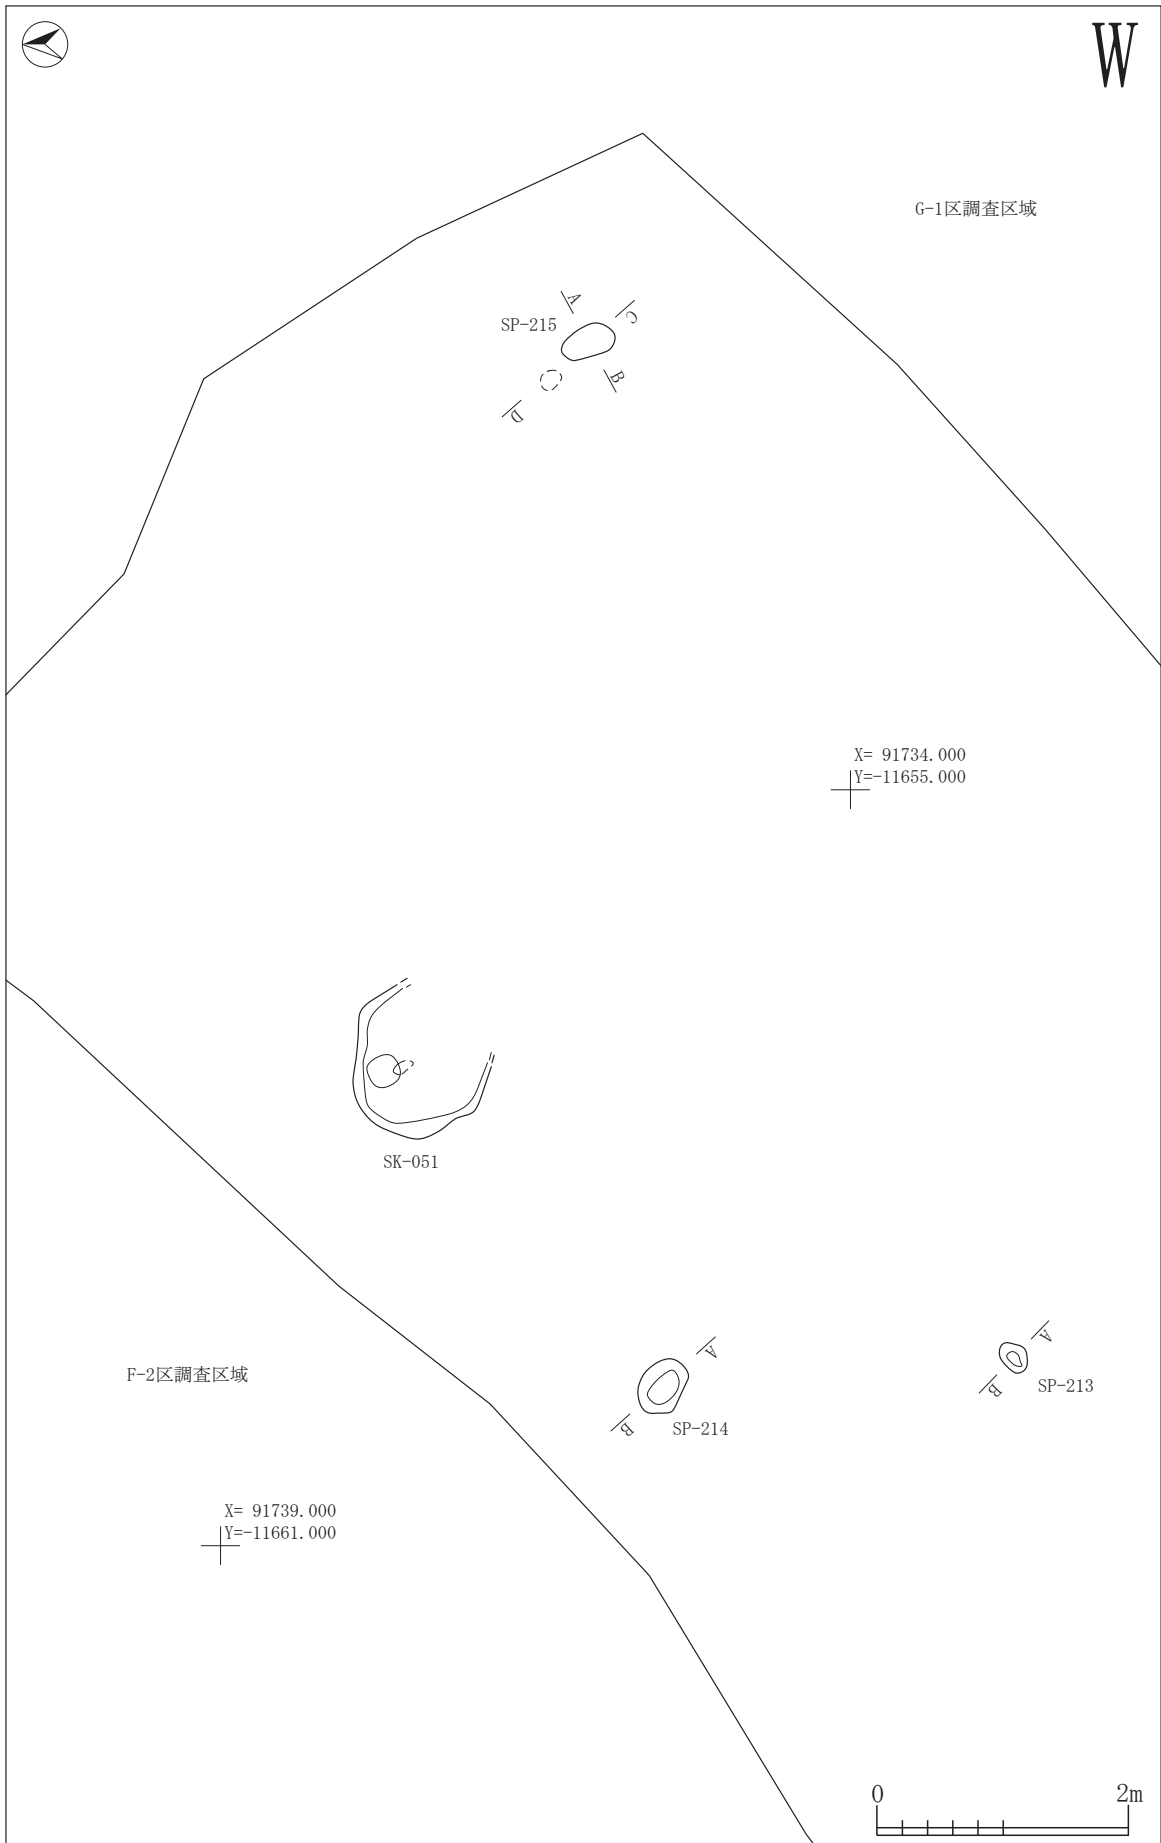 W
G-1区調査区域
A
C
SP-215
B
D
X= 91734.000
Y=-11655.000
SK-051
A
A
F-2区調査区域
B
SP-213
B
SP-214
X= 91739.000
Y=-11661.000
0
2m